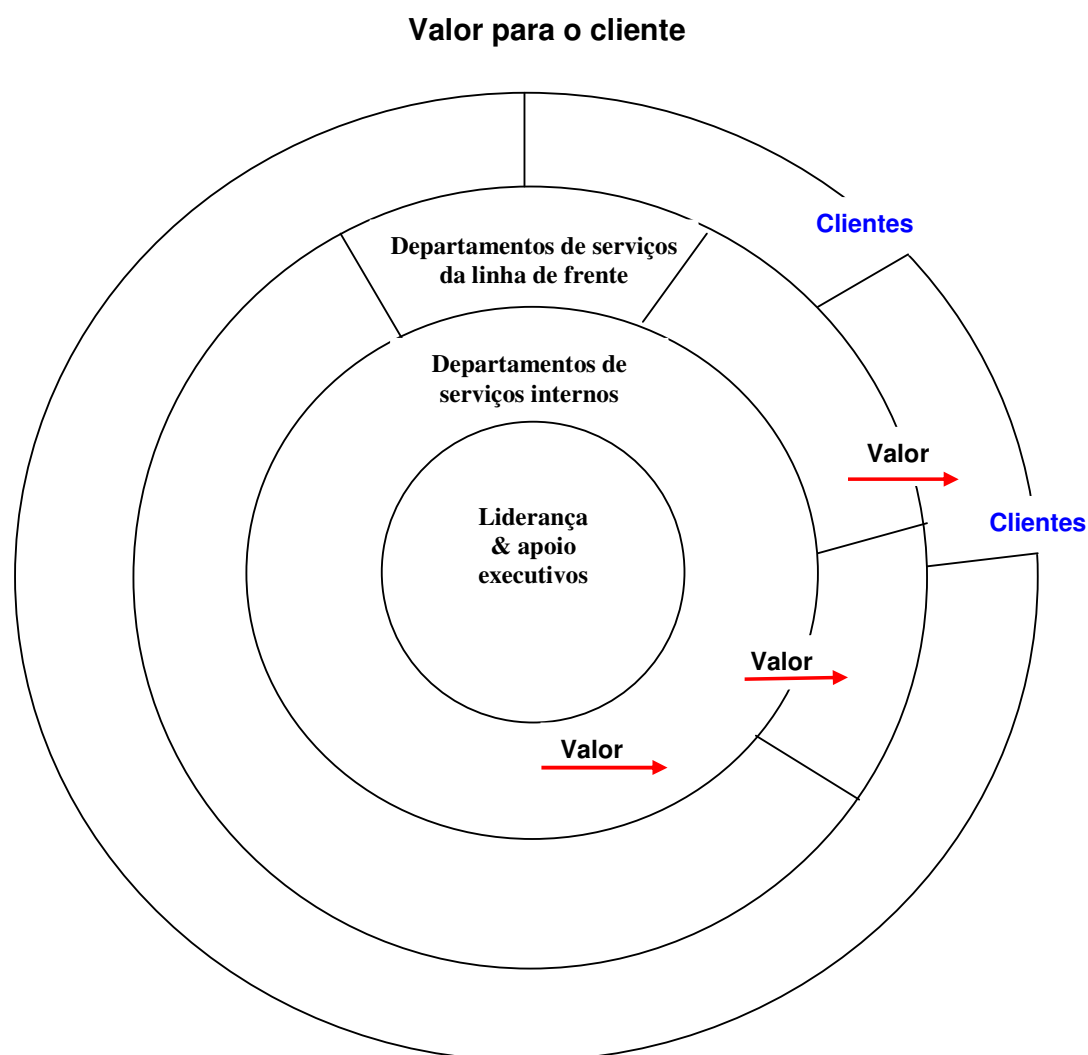 Valor para o cliente
Clientes
Departamentos de serviços
da linha de frente
Departamentos de
serviços internos
Valor
Clientes
Liderança
& apoio
executivos
Valor
Valor